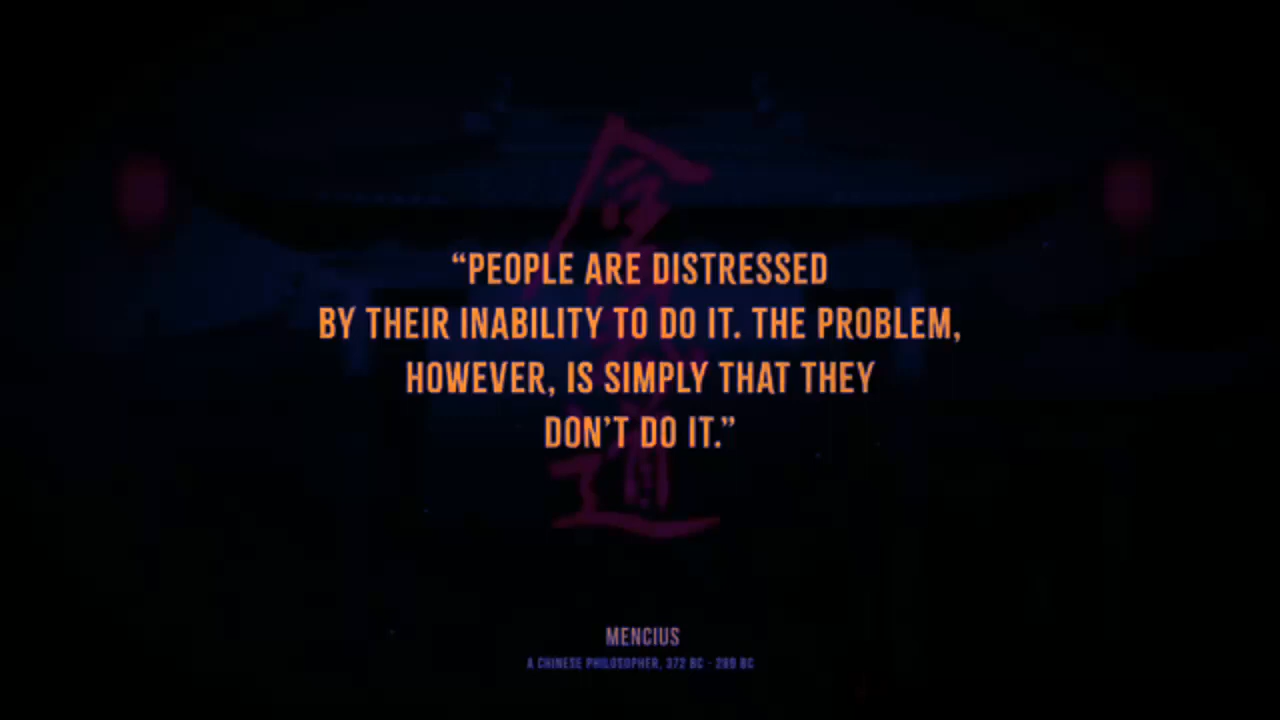 “PEOPLE ARE DISTRESSED
BY THEIR INABILITY TO DO IT. THE PROBLEM,
HOWEVER, IS SIMPLY THAT THEY
DON’T DO IT.”
MENCIUS
A CHINESE PHILOSOPHER, 372 BC - 289 BC